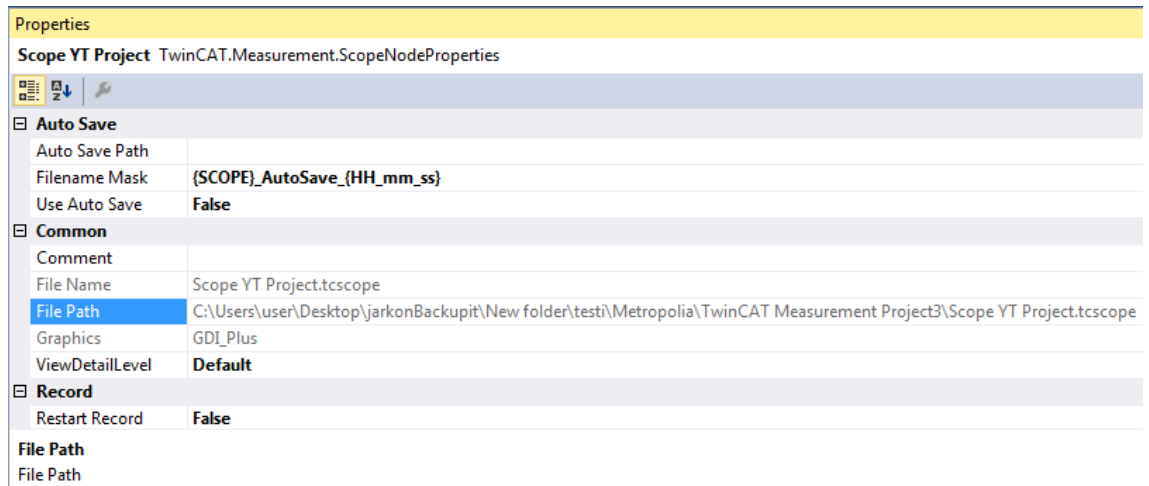 Properties
Scope YT Project TwinCAT.Measurement.ScopeNodeProperties
Auto Save
Auto Save Path
Filename Mask {SCOPE}_AutoSave_{HH_mm_ss}
Use Auto Save False
Common
Comment
File Name Scope YT Project.tcscope
File Path C:\Users\user\Desktop\jarkonBackupit\New folder\testi\Metropolia\TwinCAT Measurement Project3\Scope YT Project.tcscope
Graphics GDI_Plus
ViewDetailLevel Default
Record
Restart Record False
File Path
File Path